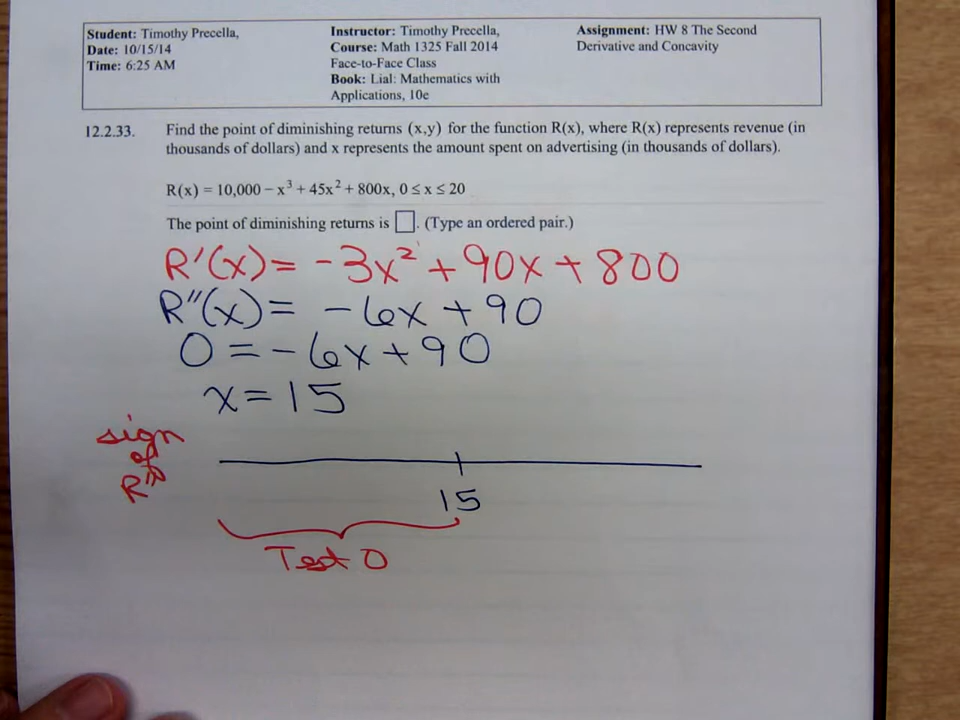 Student: Timothy Precella,
Date: 10/15/14
Time: 6:25 AM
Instructor: Timothy Precella,
Course: Math 1325 Fall 2014
Face-to-Face Class
Book: Lial: Mathematics with
Applications, 10e
Assignment: HW 8 The Second
Derivative and Concavity
12.2.33. Find the point of diminishing returns (x,y) for the function R(x), where R(x) represents revenue (in
thousands of dollars) and x represents the amount spent on advertising (in thousands of dollars).
R(x) = 10,000 − x³ + 45x² + 800x, 0 ≤ x ≤ 20
The point of diminishing returns is □. (Type an ordered pair.)
R'(x) = -3x² + 90x + 800
R''(x) = -6x + 90
0 = -6x + 90
x = 15
sign
of
R''
15
Test 0